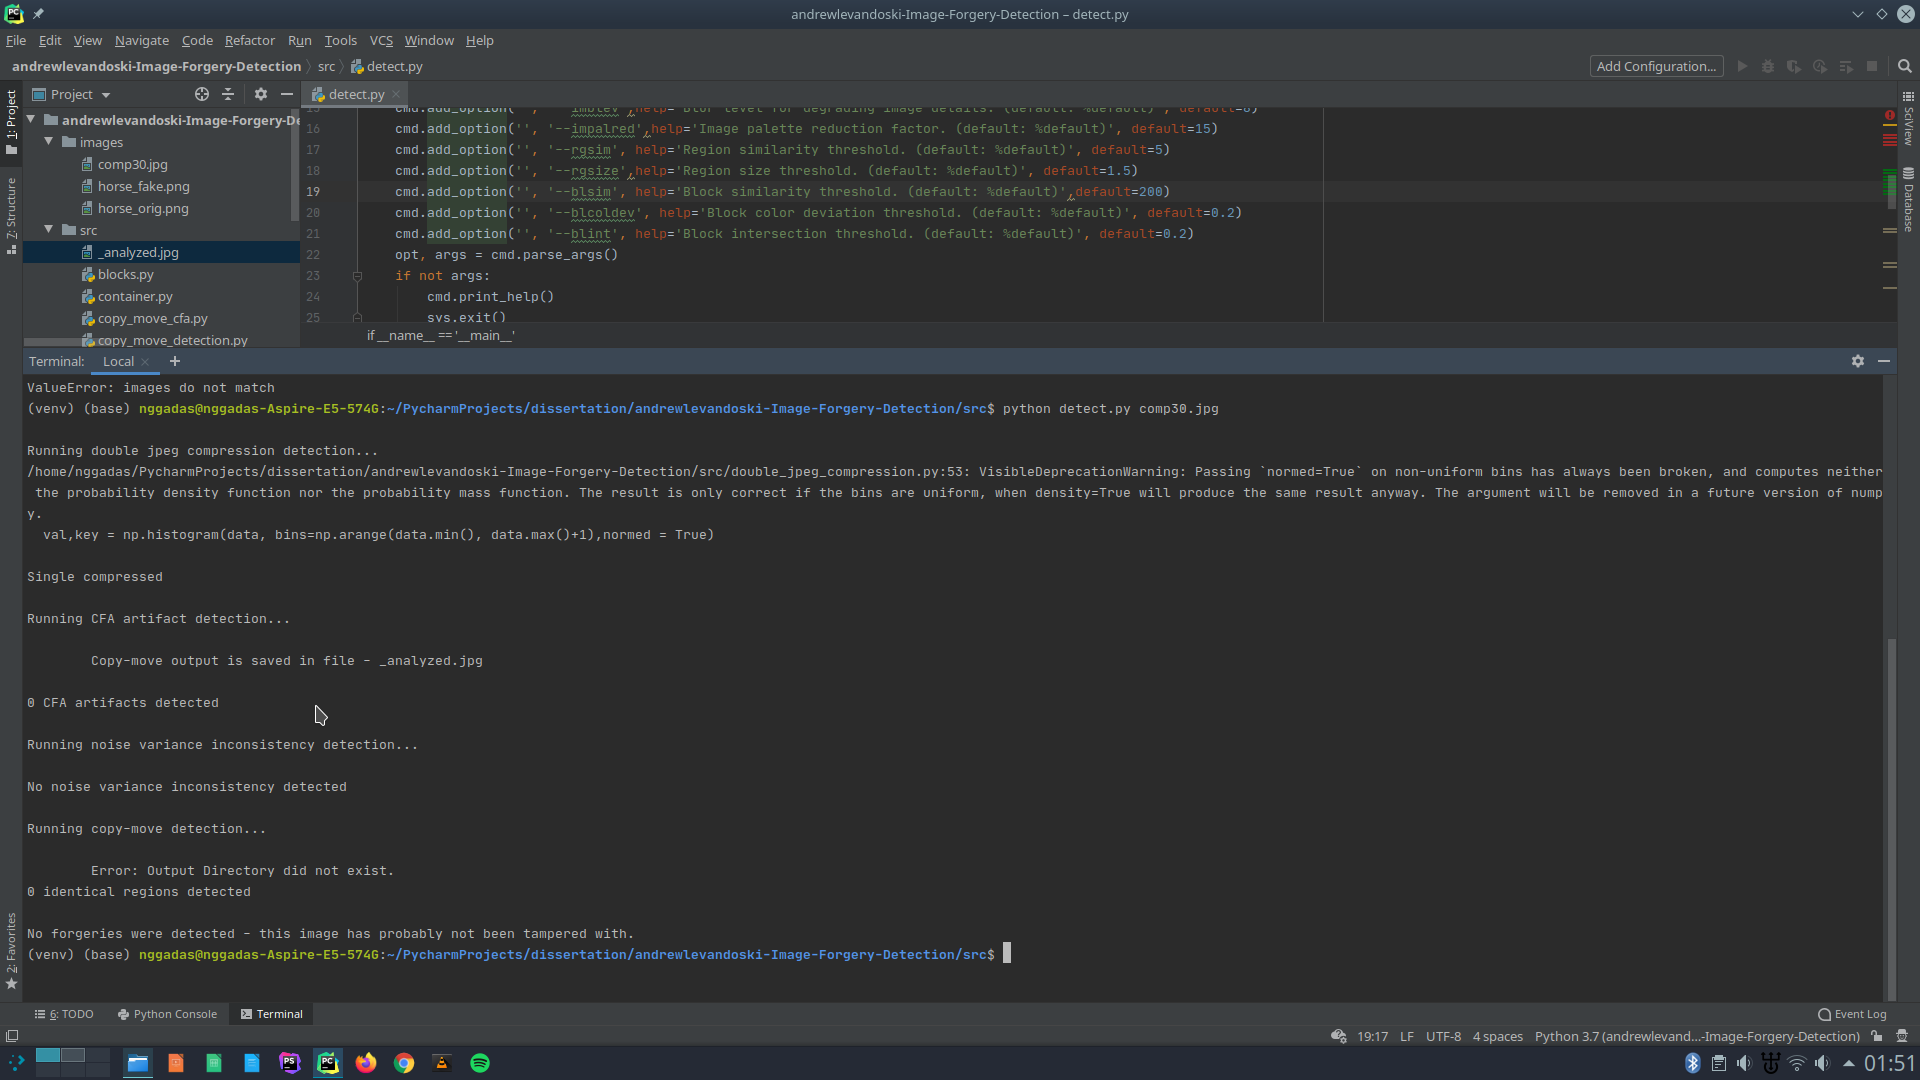 andrewlevandoski-Image-Forgery-Detection – detect.py
File Edit View Navigate Code Refactor Run Tools VCS Window Help
andrewlevandoski-Image-Forgery-Detection src detect.py Add Configuration...
1: Project
7: Structure
2: Favorites
Project
andrewlevandoski-Image-Forgery-De
images
comp30.jpg
horse_fake.png
horse_orig.png
src
_analyzed.jpg
blocks.py
container.py
copy_move_cfa.py
copy_move_detection.py
detect.py
15 cmd.add_option('', '--imblev',help='Blur level for degrading image details. (default: %default)', default=8)
16 cmd.add_option('', '--impalred',help='Image palette reduction factor. (default: %default)', default=15)
17 cmd.add_option('', '--rgsim', help='Region similarity threshold. (default: %default)', default=5)
18 cmd.add_option('', '--rgsize',help='Region size threshold. (default: %default)', default=1.5)
19 cmd.add_option('', '--blsim', help='Block similarity threshold. (default: %default)',default=200)
20 cmd.add_option('', '--blcoldev', help='Block color deviation threshold. (default: %default)', default=0.2)
21 cmd.add_option('', '--blint', help='Block intersection threshold. (default: %default)', default=0.2)
22 opt, args = cmd.parse_args()
23 if not args:
24 cmd.print_help()
25 sys.exit()
if __name__ == '__main__'
SciView
Database
Terminal: Local +
ValueError: images do not match
(venv) (base) nggadas@nggadas-Aspire-E5-574G:~/PycharmProjects/dissertation/andrewlevandoski-Image-Forgery-Detection/src$ python detect.py comp30.jpg
Running double jpeg compression detection...
/home/nggadas/PycharmProjects/dissertation/andrewlevandoski-Image-Forgery-Detection/src/double_jpeg_compression.py:53: VisibleDeprecationWarning: Passing `normed=True` on non-uniform bins has always been broken, and computes neither
the probability density function nor the probability mass function. The result is only correct if the bins are uniform, when density=True will produce the same result anyway. The argument will be removed in a future version of nump
y.
val,key = np.histogram(data, bins=np.arange(data.min(), data.max()+1),normed = True)
Single compressed
Running CFA artifact detection...
Copy-move output is saved in file - _analyzed.jpg
0 CFA artifacts detected
Running noise variance inconsistency detection...
No noise variance inconsistency detected
Running copy-move detection...
Error: Output Directory did not exist.
0 identical regions detected
No forgeries were detected - this image has probably not been tampered with.
(venv) (base) nggadas@nggadas-Aspire-E5-574G:~/PycharmProjects/dissertation/andrewlevandoski-Image-Forgery-Detection/src$
6: TODO Python Console Terminal Event Log
19:17 LF UTF-8 4 spaces Python 3.7 (andrewlevand...-Image-Forgery-Detection)
01:51